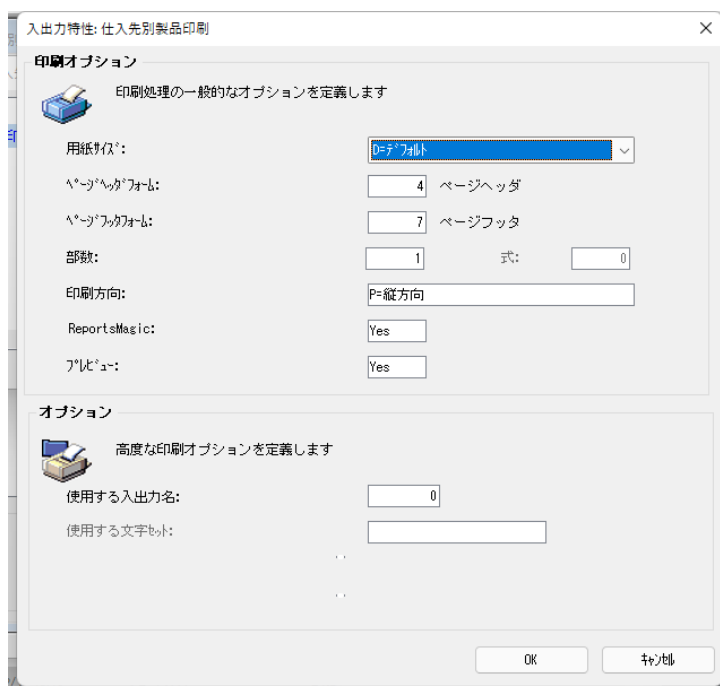 入出力特性: 仕入先別製品印刷
印刷オプション
印刷処理の一般的なオプションを定義します
用紙ｻｲｽﾞ: D=ﾃﾞﾌｫﾙﾄ
ﾍﾟｰｼﾞﾍｯﾀﾞﾌｫｰﾑ: 4 ページヘッダ
ﾍﾟｰｼﾞﾌｯﾀﾌｫｰﾑ: 7 ページフッタ
部数: 1 式: 0
印刷方向: P=縦方向
ReportsMagic: Yes
ﾌﾟﾚﾋﾞｭｰ: Yes
オプション
高度な印刷オプションを定義します
使用する入出力名: 0
使用する文字ｾｯﾄ:
OK ｷｬﾝｾﾙ